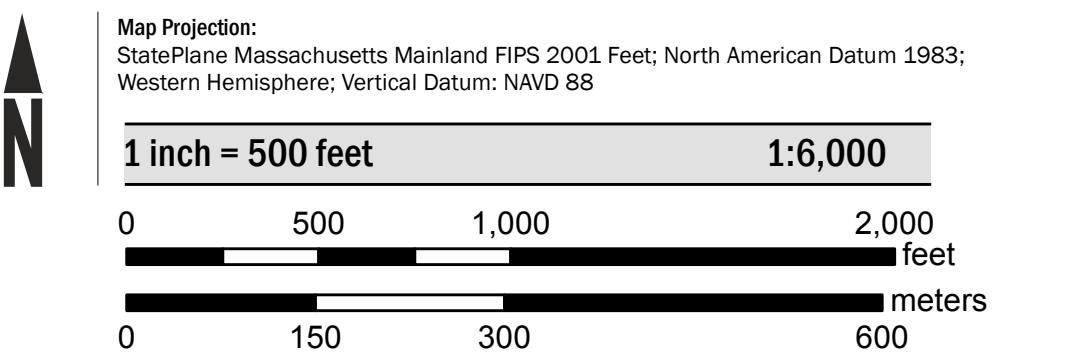 N
Map Projection:
StatePlane Massachusetts Mainland FIPS 2001 Feet; North American Datum 1983;
Western Hemisphere; Vertical Datum: NAVD 88
1 inch = 500 feet 1:6,000
0 500 1,000 2,000
feet
meters
0 150 300 600